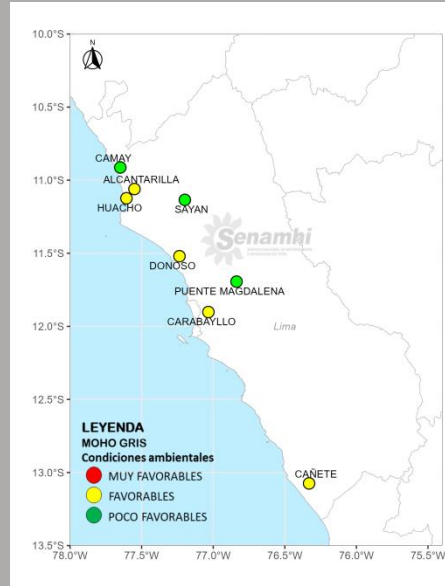 N
10.0°S
10.5°S
11.0°S
11.5°S
12.0°S
12.5°S
13.0°S
13.5°S
CAMAY
ALCANTARILLA
HUACHO
SAYAN
Senamhi
DONOSO
PUENTE MAGDALENA
CARABAYLLO
Lima
CAÑETE
LEYENDA
MOHO GRIS
Condiciones ambientales
MUY FAVORABLES
FAVORABLES
POCO FAVORABLES
78.0°W 77.5°W 77.0°W 76.5°W 76.0°W 75.5°W